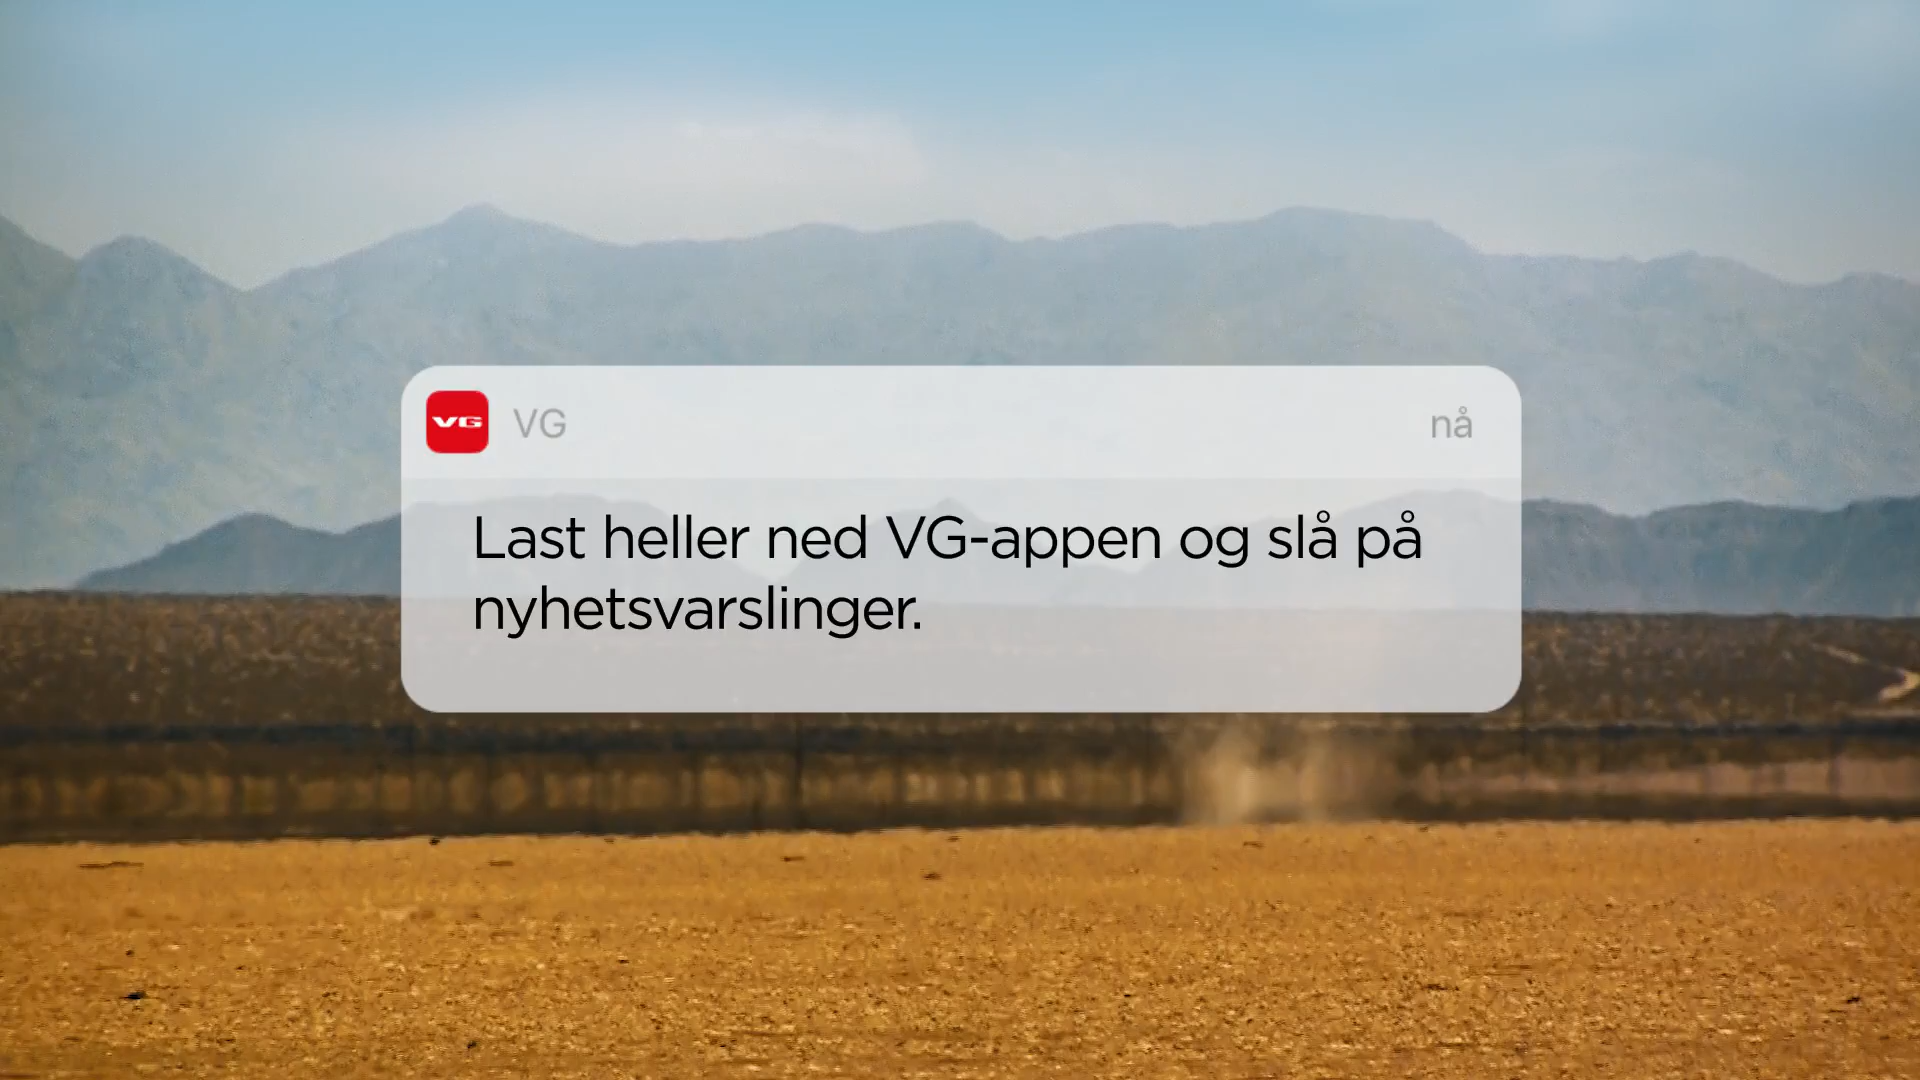 VG
VG
nå
Last heller ned VG-appen og slå på
nyhetsvarslinger.